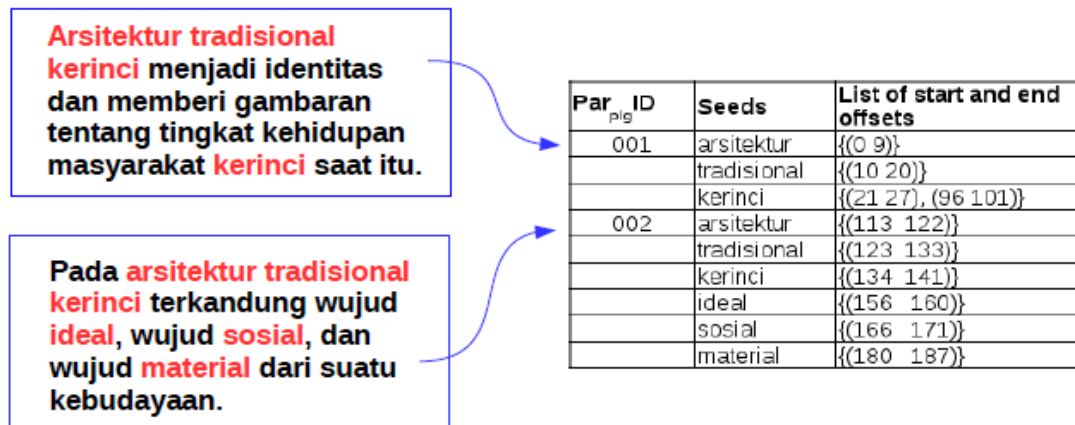 Arsitektur tradisional
kerinci menjadi identitas
dan memberi gambaran
tentang tingkat kehidupan
masyarakat kerinci saat itu.
Pada arsitektur tradisional
kerinci terkandung wujud
ideal, wujud sosial, dan
wujud material dari suatu
kebudayaan.
Par_plg ID Seeds List of start and end offsets
001 arsitektur {(0 9)}
tradisional {(10 20)}
kerinci {(21 27), (96 101)}
002 arsitektur {(113 122)}
tradisional {(123 133)}
kerinci {(134 141)}
ideal {(156 160)}
sosial {(166 171)}
material {(180 187)}